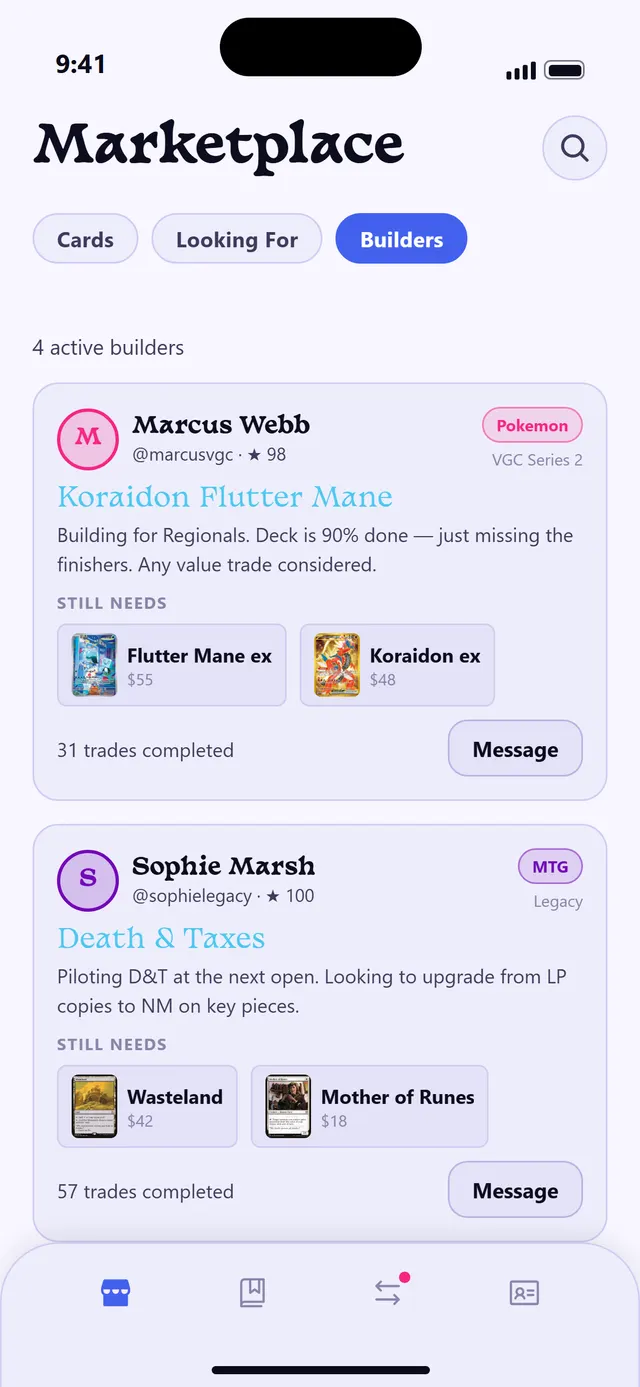 9:41
Marketplace
Cards
Looking For
Builders
4 active builders
M
Marcus Webb
@marcusvgc · ★ 98
Pokemon
VGC Series 2
Koraidon Flutter Mane
Building for Regionals. Deck is 90% done — just missing the
finishers. Any value trade considered.
STILL NEEDS
Flutter Mane ex
$55
Koraidon ex
$48
31 trades completed
Message
S
Sophie Marsh
@sophielegacy · ★ 100
MTG
Legacy
Death & Taxes
Piloting D&T at the next open. Looking to upgrade from LP
copies to NM on key pieces.
STILL NEEDS
Wasteland
$42
Mother of Runes
$18
57 trades completed
Message